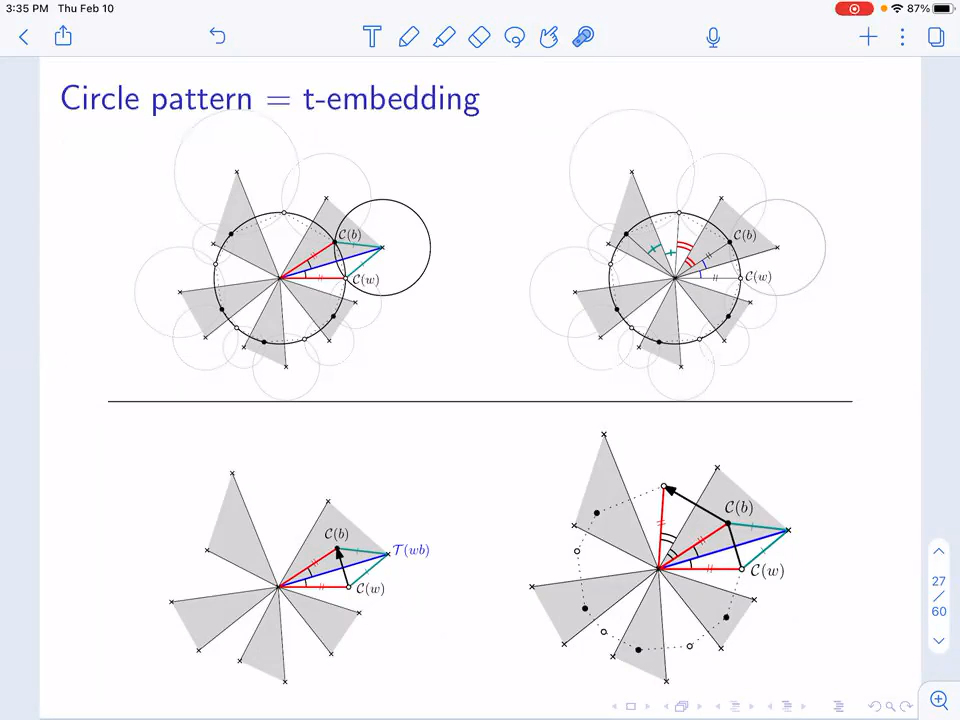 3:35 PM Thu Feb 10
87%
Circle pattern = t-embedding
C(b)
C(w)
C(b)
C(w)
C(b)
T(wb)
C(w)
C(b)
C(w)
27
/
60